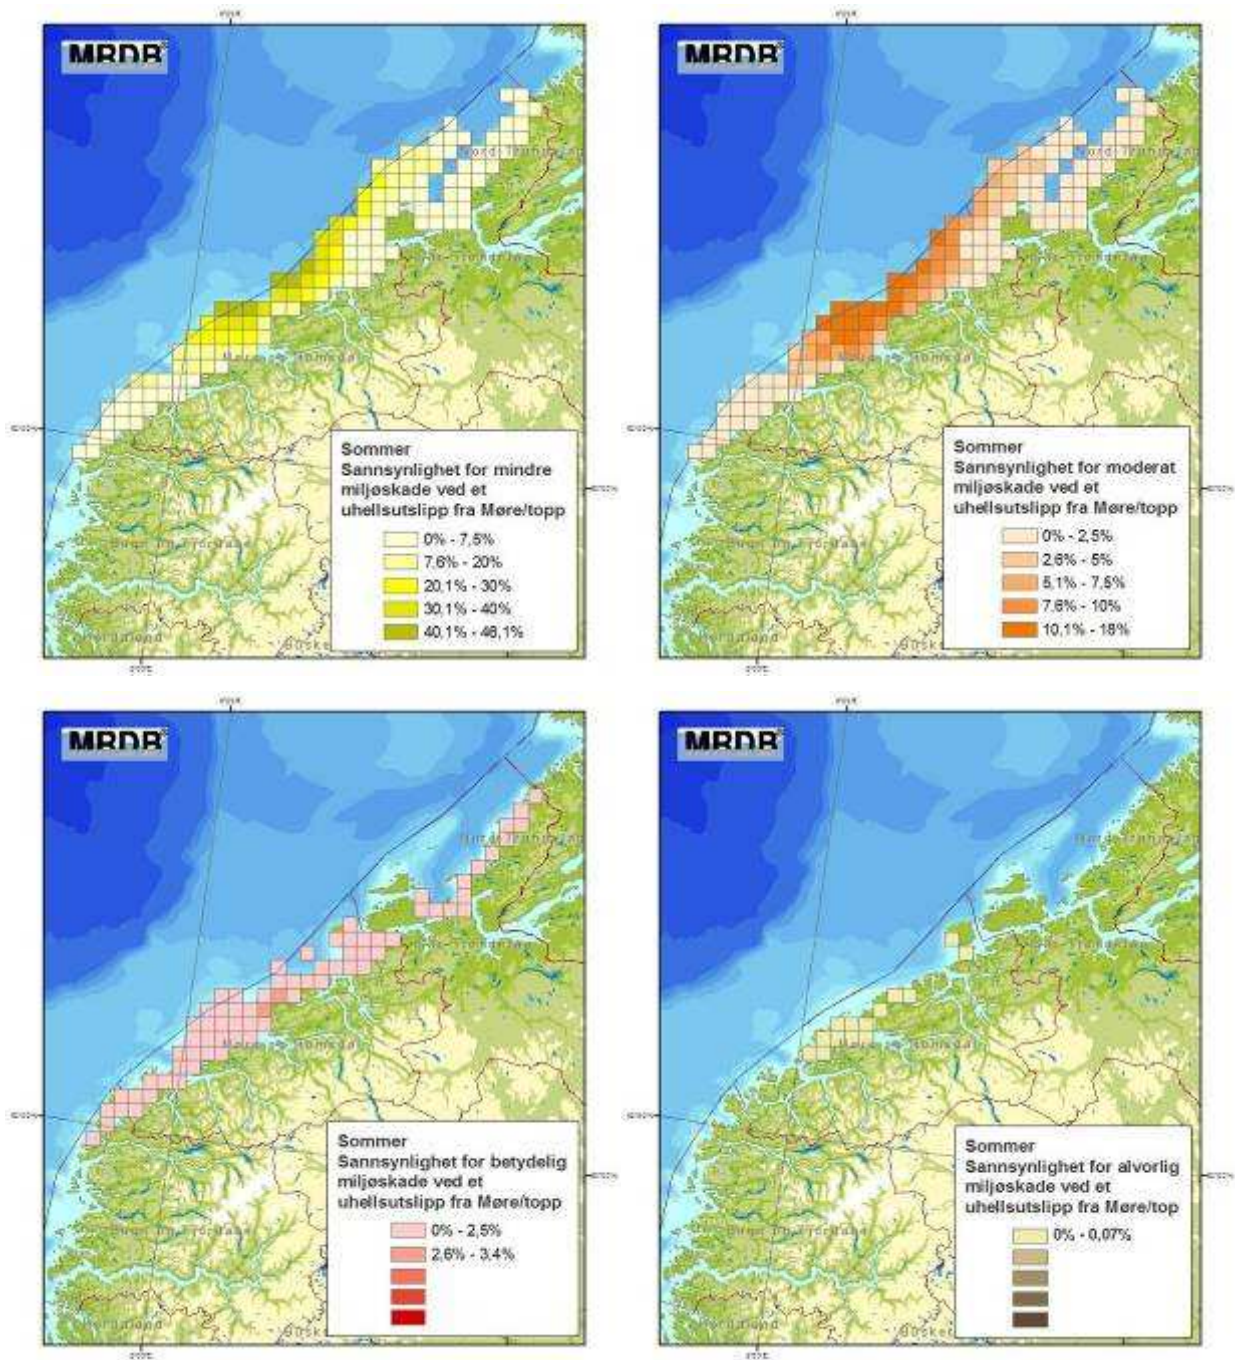 MRDB
Sommer
Sannsynlighet for mindre
miljøskade ved et
uhellsutslipp fra Møre/topp
0% - 7,5%
7,6% - 20%
20,1% - 30%
30,1% - 40%
40,1% - 46,1%
MRDB
Sommer
Sannsynlighet for moderat
miljøskade ved et
uhellsutslipp fra Møre/topp
0% - 2,5%
2,6% - 5%
5,1% - 7,5%
7,6% - 10%
10,1% - 18%
MRDB
Sommer
Sannsynlighet for betydelig
miljøskade ved et
uhellsutslipp fra Møre/topp
0% - 2,5%
2,6% - 3,4%
MRDB
Sommer
Sannsynlighet for alvorlig
miljøskade ved et
uhellsutslipp fra Møre/top
0% - 0,07%